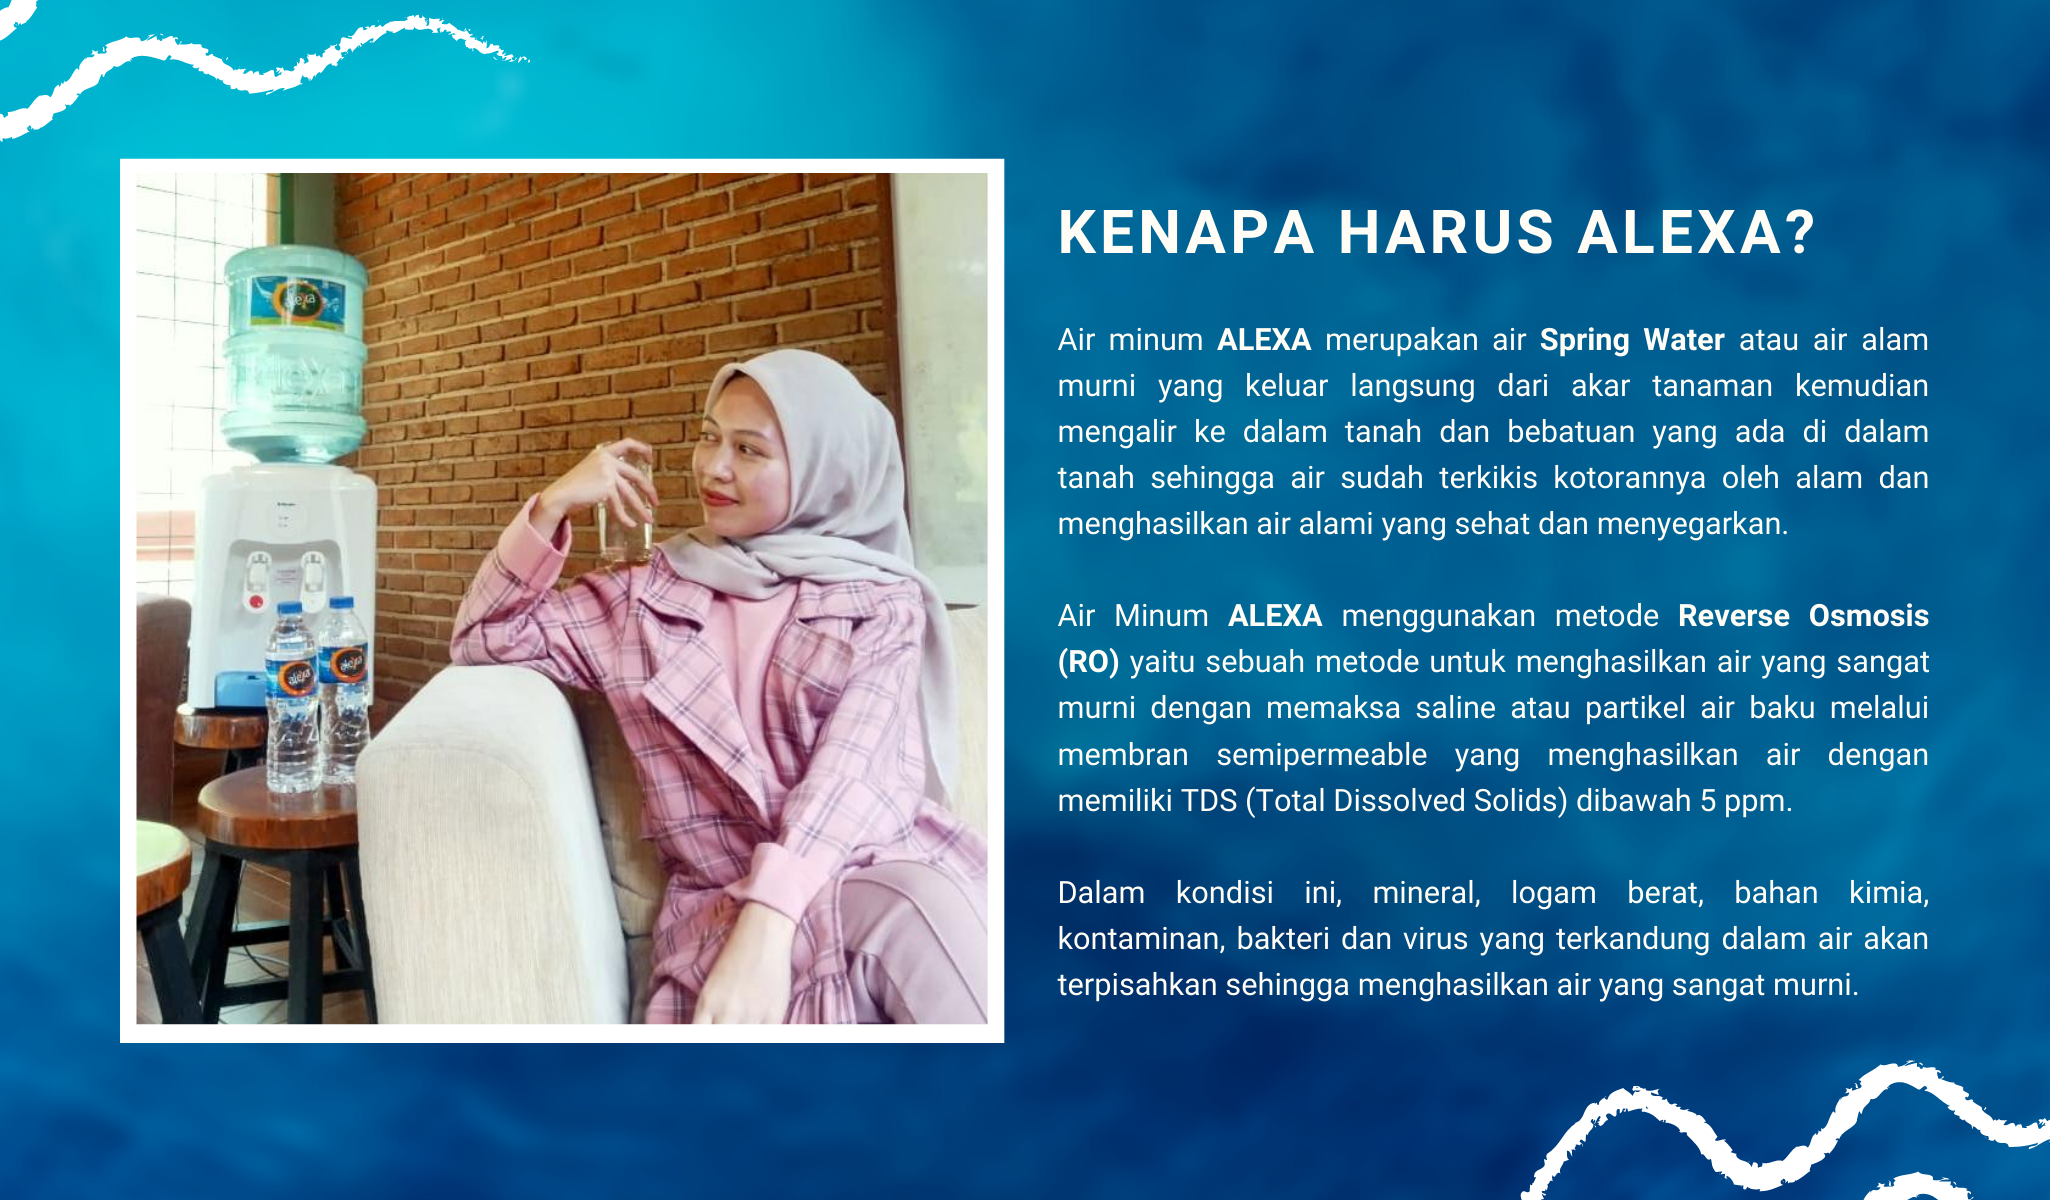 KENAPA HARUS ALEXA?
Air minum ALEXA merupakan air Spring Water atau air alam
murni yang keluar langsung dari akar tanaman kemudian
mengalir ke dalam tanah dan bebatuan yang ada di dalam
tanah sehingga air sudah terkikis kotorannya oleh alam dan
menghasilkan air alami yang sehat dan menyegarkan.
Air Minum ALEXA menggunakan metode Reverse Osmosis
(RO) yaitu sebuah metode untuk menghasilkan air yang sangat
murni dengan memaksa saline atau partikel air baku melalui
membran semipermeable yang menghasilkan air dengan
memiliki TDS (Total Dissolved Solids) dibawah 5 ppm.
Dalam kondisi ini, mineral, logam berat, bahan kimia,
kontaminan, bakteri dan virus yang terkandung dalam air akan
terpisahkan sehingga menghasilkan air yang sangat murni.
alexa
alexa
alexa
alexa